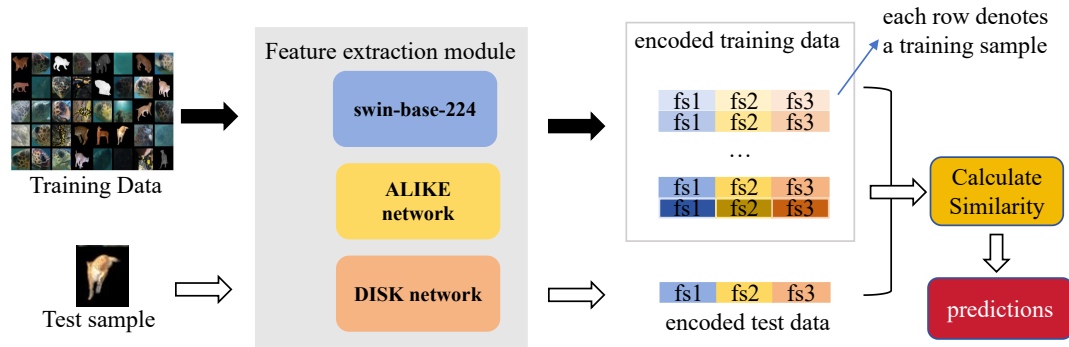 Training Data
Test sample
Feature extraction module
swin-base-224
ALIKE
network
DISK network
encoded training data
fs1 fs2 fs3
fs1 fs2 fs3
...
fs1 fs2 fs3
fs1 fs2 fs3
fs1 fs2 fs3
encoded test data
each row denotes
a training sample
Calculate
Similarity
predictions